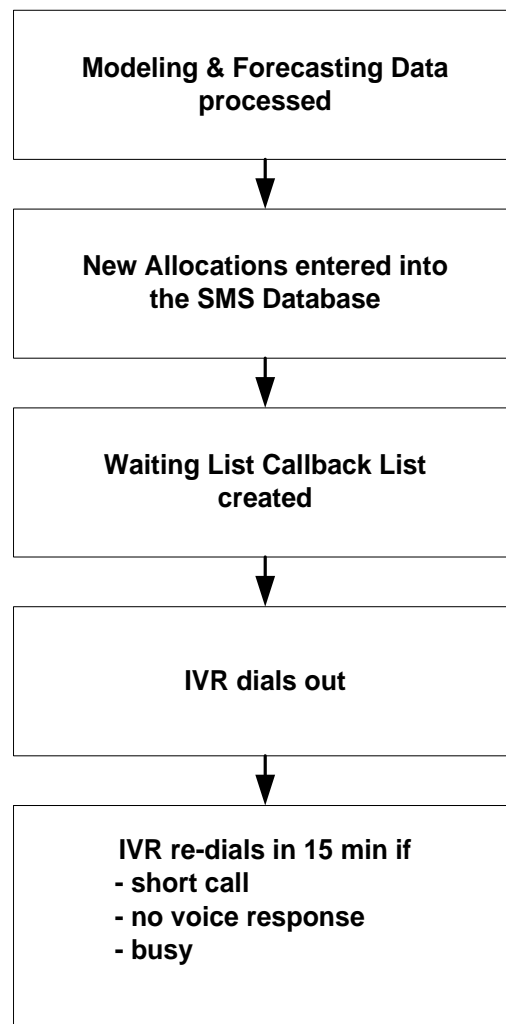 Modeling & Forecasting Data
processed
New Allocations entered into
the SMS Database
Waiting List Callback List
created
IVR dials out
IVR re-dials in 15 min if
- short call
- no voice response
- busy